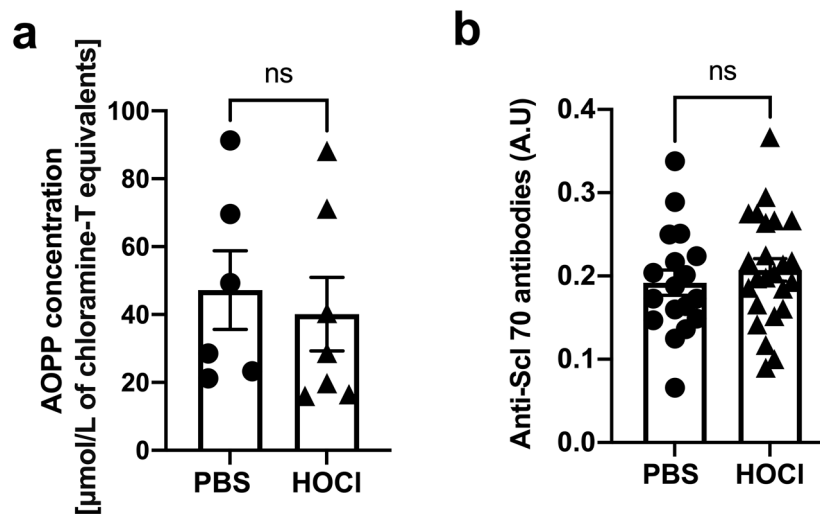 a
ns
AOPP concentration
[µmol/L of chloramine-T equivalents]
100
80
60
40
20
0
PBS
HOCl
b
ns
Anti-Scl 70 antibodies (A.U)
0.4
0.3
0.2
0.1
0.0
PBS
HOCl